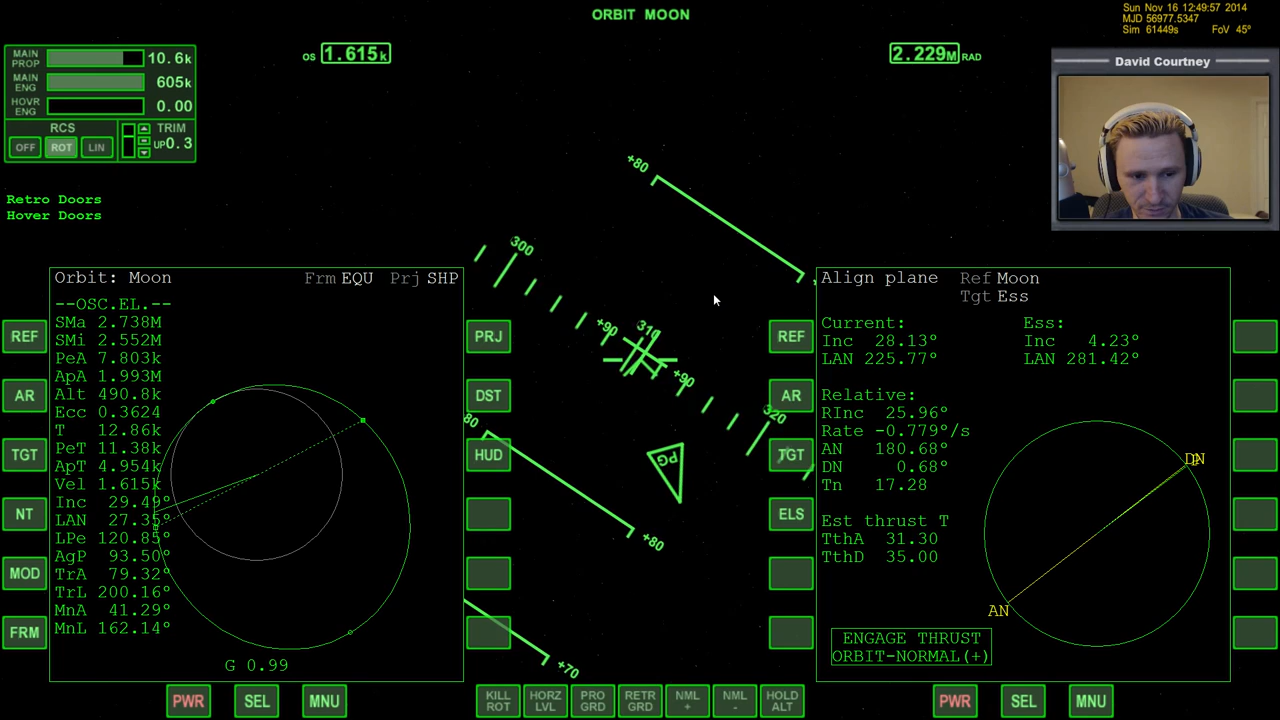 ORBIT MOON
Sun Nov 16 12:49:57 2014
MJD 56977.5347
Sim 61449s FoV 45°
David Courtney
MAIN PROP 10.6k
MAIN ENG 605k
HOVR ENG 0.00
RCS TRIM
OFF ROT LIN UP0.3
OS 1.615k
2.229M RAD
Retro Doors
Hover Doors
+80
300
+90
310
+90
320
80
PG
+80
+70
Orbit: Moon Frm EQU Prj SHP
--OSC.EL.--
SMa 2.738M
SMi 2.552M
PeA 7.803k
ApA 1.993M
Alt 490.8k
Ecc 0.3624
T 12.86k
PeT 11.38k
ApT 4.954k
Vel 1.615k
Inc 29.49°
LAN 27.35°
LPe 120.85°
AgP 93.50°
TrA 79.32°
TrL 200.16°
MnA 41.29°
MnL 162.14°
G 0.99
REF
AR
TGT
NT
MOD
FRM
PRJ
DST
HUD
PWR SEL MNU
KILL ROT
HORZ LVL
PRO GRD
RETR GRD
NML +
NML -
HOLD ALT
Align plane Ref Moon
Tgt Ess
Current: Ess:
Inc 28.13° Inc 4.23°
LAN 225.77° LAN 281.42°
Relative:
RInc 25.96°
Rate -0.779°/s
AN 180.68°
DN 0.68°
Tn 17.28
Est thrust T
TthA 31.30
TthD 35.00
ENGAGE THRUST
ORBIT-NORMAL(+)
DN
AN
REF
AR
TGT
ELS
PWR SEL MNU